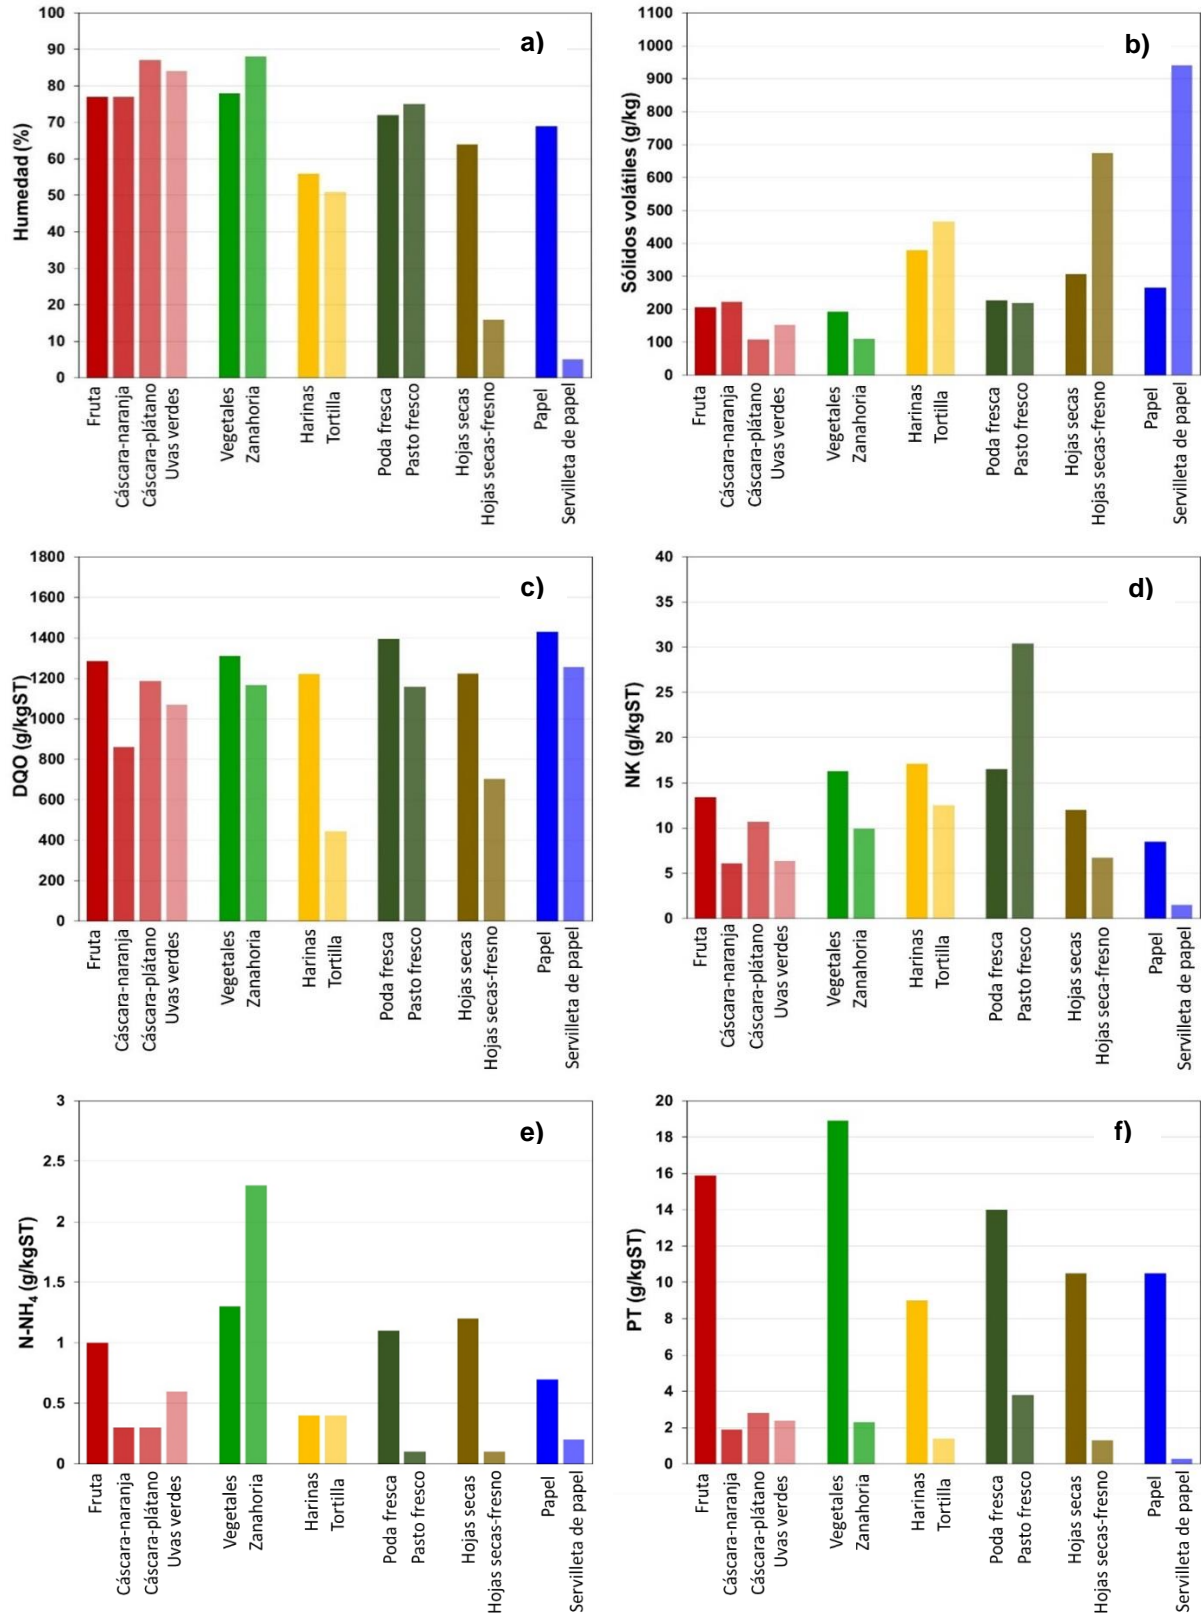 a)
Humedad (%)
100
90
80
70
60
50
40
30
20
10
0
Fruta
Cáscara-naranja
Cáscara-plátano
Uvas verdes
Vegetales
Zanahoria
Harinas
Tortilla
Poda fresca
Pasto fresco
Hojas secas
Hojas secas-fresno
Papel
Servilleta de papel
b)
Sólidos volátiles (g/kg)
1100
1000
900
800
700
600
500
400
300
200
100
0
Fruta
Cáscara-naranja
Cáscara-plátano
Uvas verdes
Vegetales
Zanahoria
Harinas
Tortilla
Poda fresca
Pasto fresco
Hojas secas
Hojas secas-fresno
Papel
Servilleta de papel
c)
DQO (g/kgST)
1800
1600
1400
1200
1000
800
600
400
200
0
Fruta
Cáscara-naranja
Cáscara-plátano
Uvas verdes
Vegetales
Zanahoria
Harinas
Tortilla
Poda fresca
Pasto fresco
Hojas secas
Hojas secas-fresno
Papel
Servilleta de papel
d)
NK (g/kgST)
40
35
30
25
20
15
10
5
0
Fruta
Cáscara-naranja
Cáscara-plátano
Uvas verdes
Vegetales
Zanahoria
Harinas
Tortilla
Poda fresca
Pasto fresco
Hojas secas
Hojas seca-fresno
Papel
Servilleta de papel
e)
N-NH₄ (g/kgST)
3
2.5
2
1.5
1
0.5
0
Fruta
Cáscara-naranja
Cáscara-plátano
Uvas verdes
Vegetales
Zanahoria
Harinas
Tortilla
Poda fresca
Pasto fresco
Hojas secas
Hojas secas-fresno
Papel
Servilleta de papel
f)
PT (g/kgST)
20
18
16
14
12
10
8
6
4
2
0
Fruta
Cáscara-naranja
Cáscara-plátano
Uvas verdes
Vegetales
Zanahoria
Harinas
Tortilla
Poda fresca
Pasto fresco
Hojas secas
Hojas secas-fresno
Papel
Servilleta de papel